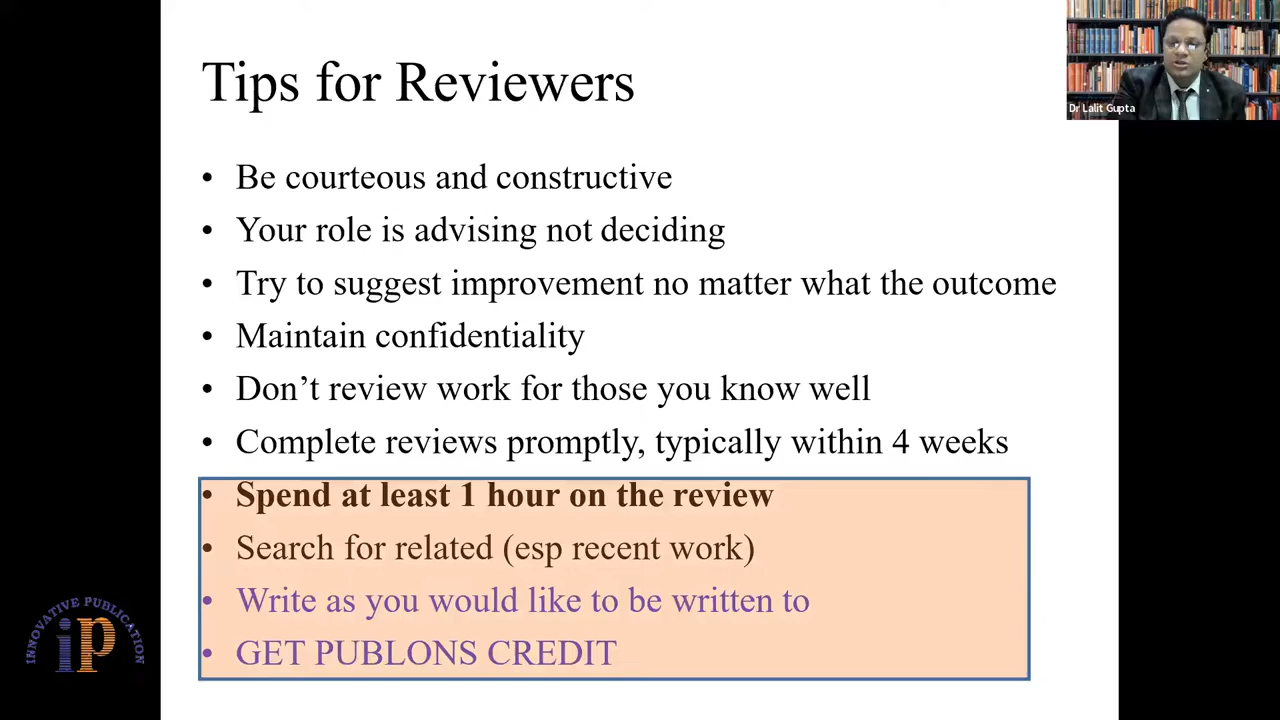 Tips for Reviewers
Dr Lalit Gupta
• Be courteous and constructive
• Your role is advising not deciding
• Try to suggest improvement no matter what the outcome
• Maintain confidentiality
• Don’t review work for those you know well
• Complete reviews promptly, typically within 4 weeks
• Spend at least 1 hour on the review
• Search for related (esp recent work)
• Write as you would like to be written to
• GET PUBLONS CREDIT
INNOVATIVE PUBLICATION
iP